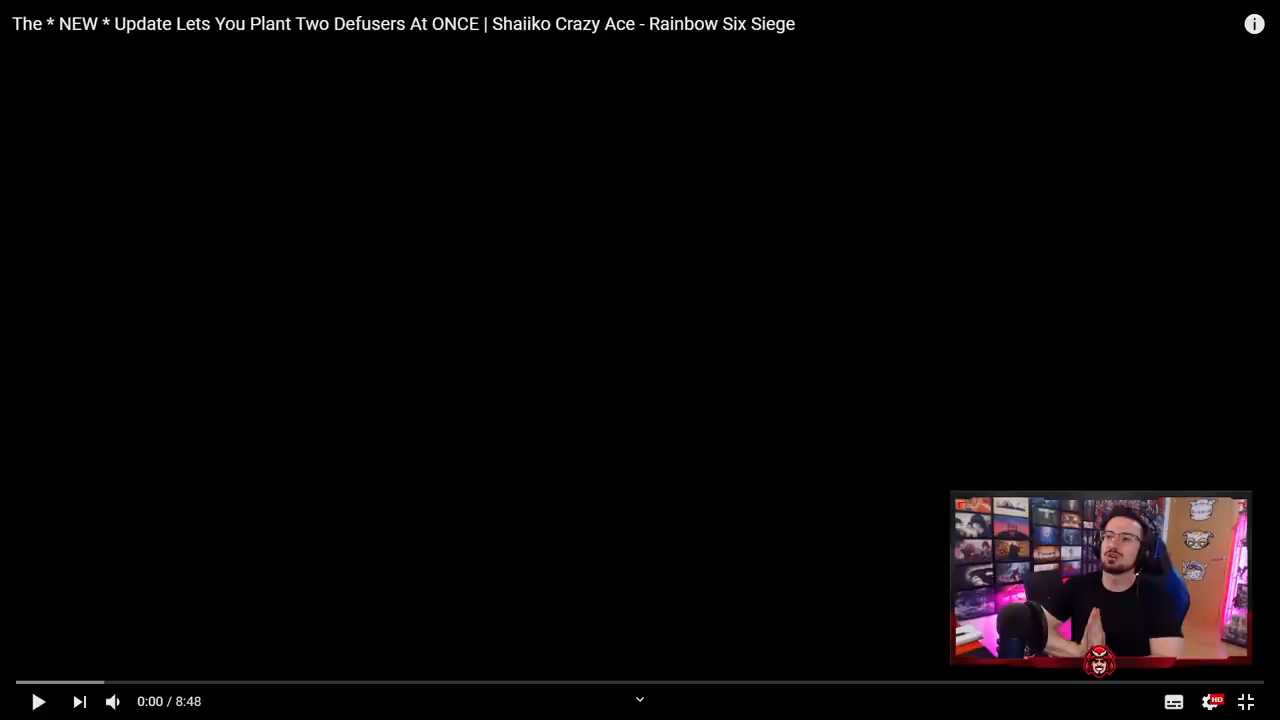 The * NEW * Update Lets You Plant Two Defusers At ONCE | Shaiiko Crazy Ace - Rainbow Six Siege
0:00 / 8:48
HD